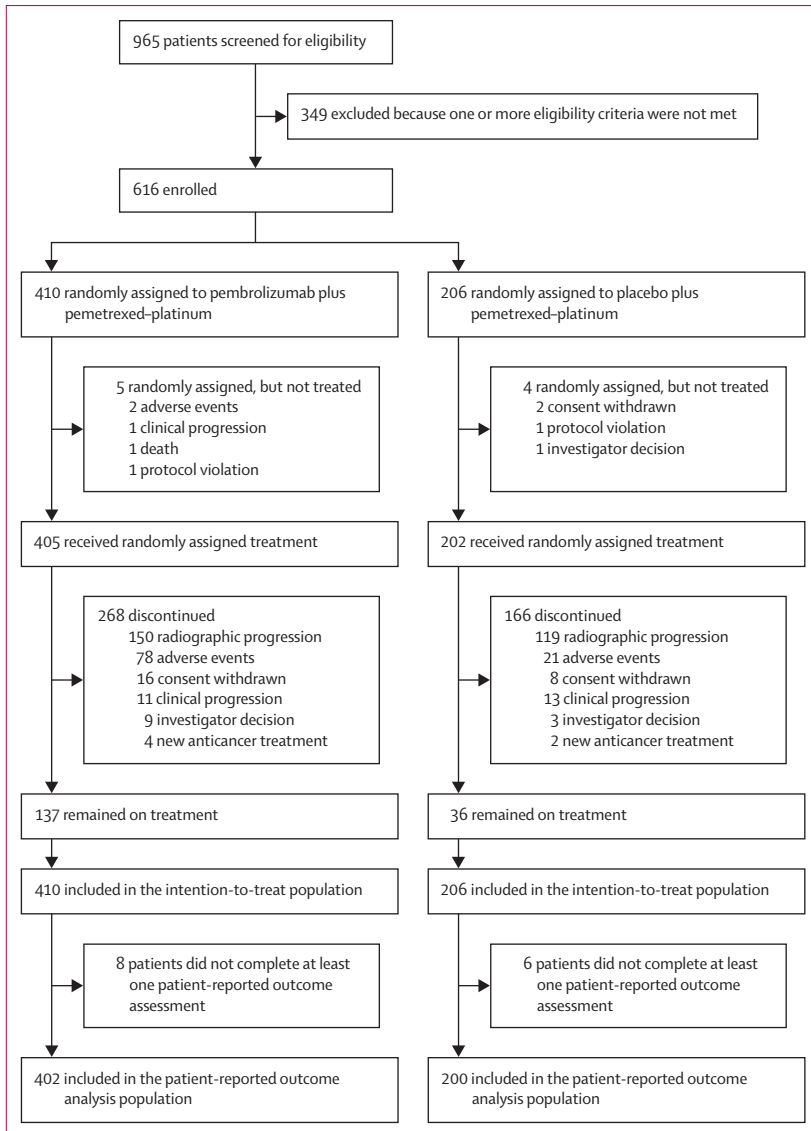 965 patients screened for eligibility
349 excluded because one or more eligibility criteria were not met
616 enrolled
410 randomly assigned to pembrolizumab plus
pemetrexed–platinum
206 randomly assigned to placebo plus
pemetrexed–platinum
5 randomly assigned, but not treated
2 adverse events
1 clinical progression
1 death
1 protocol violation
4 randomly assigned, but not treated
2 consent withdrawn
1 protocol violation
1 investigator decision
405 received randomly assigned treatment
202 received randomly assigned treatment
268 discontinued
150 radiographic progression
78 adverse events
16 consent withdrawn
11 clinical progression
9 investigator decision
4 new anticancer treatment
166 discontinued
119 radiographic progression
21 adverse events
8 consent withdrawn
13 clinical progression
3 investigator decision
2 new anticancer treatment
137 remained on treatment
36 remained on treatment
410 included in the intention-to-treat population
206 included in the intention-to-treat population
8 patients did not complete at least
one patient-reported outcome
assessment
6 patients did not complete at least
one patient-reported outcome
assessment
402 included in the patient-reported outcome
analysis population
200 included in the patient-reported outcome
analysis population